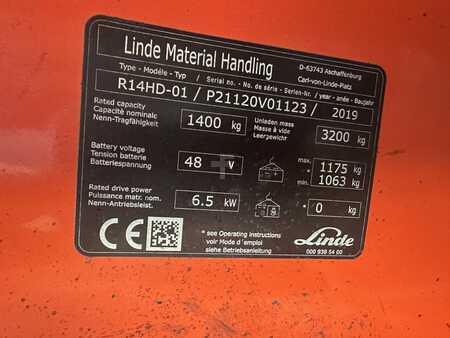 Linde Material Handling
D-63743 Aschaffenburg
Carl-von-Linde-Platz
Type - Modéle - Typ / Serial no. - No. de série - Serien-Nr. / year - année - Baujahr
R14HD-01 / P21120V01123 / 2019
Rated capacity
Capacité nominale
Nenn-Tragfähigkeit
1400 kg
Unladen mass
Masse à vide
Leergewicht
3200 kg
Battery voltage
Tension batterie
Batteriespannung
48 V
max. 1175 kg
min. 1063 kg
Rated drive power
Puissance matr. nom.
Nenn-Antriebsleist.
6.5 kW
* 0 kg
CE
* see Operating instructions
voir Mode d'emploi
siehe Betriebsanleitung
Linde
000 939 54 00